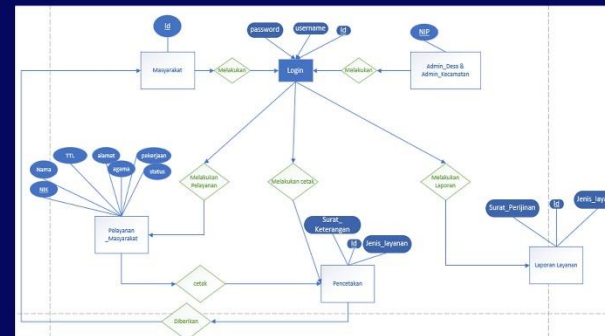 Id
password
username
Id
NIP
Masyarakat
Melakukan
Login
Melakukan
Admin_Desa &
Admin_Kecamatan
TTL
alamat
pekerjaan
Nama
agama
status
NIK
Melakukan
Pelayanan
Melakukan cetak
Melakukan
Laporan
Surat_
Keterangan
Id
Jenis_layanan
Surat_Perijinan
Id
Jenis_laya
Pelayanan
_Masyarakat
cetak
Pencetakan
Laporan Layanan
Diberikan